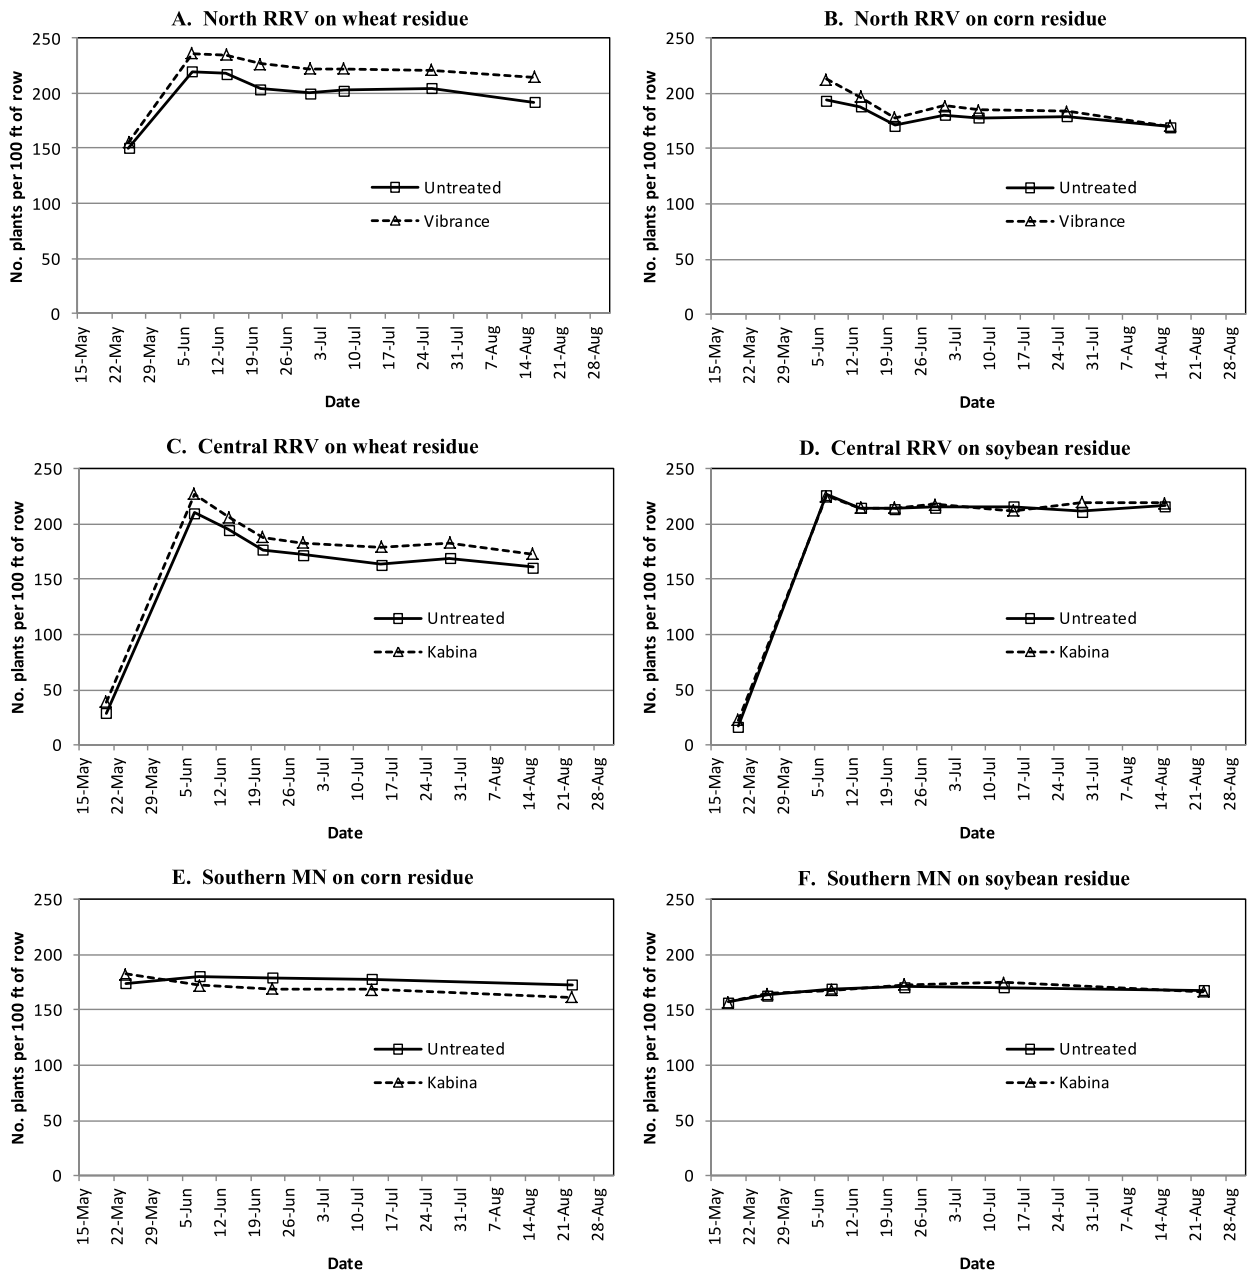 A. North RRV on wheat residue
No. plants per 100 ft of row
250
200
150
100
50
0
Untreated
Vibrance
15-May 22-May 29-May 5-Jun 12-Jun 19-Jun 26-Jun 3-Jul 10-Jul 17-Jul 24-Jul 31-Jul 7-Aug 14-Aug 21-Aug 28-Aug
Date
B. North RRV on corn residue
No. plants per 100 ft of row
250
200
150
100
50
0
Untreated
Vibrance
15-May 22-May 29-May 5-Jun 12-Jun 19-Jun 26-Jun 3-Jul 10-Jul 17-Jul 24-Jul 31-Jul 7-Aug 14-Aug 21-Aug 28-Aug
Date
C. Central RRV on wheat residue
No. plants per 100 ft of row
250
200
150
100
50
0
Untreated
Kabina
15-May 22-May 29-May 5-Jun 12-Jun 19-Jun 26-Jun 3-Jul 10-Jul 17-Jul 24-Jul 31-Jul 7-Aug 14-Aug 21-Aug 28-Aug
Date
D. Central RRV on soybean residue
No. plants per 100 ft of row
250
200
150
100
50
0
Untreated
Kabina
15-May 22-May 29-May 5-Jun 12-Jun 19-Jun 26-Jun 3-Jul 10-Jul 17-Jul 24-Jul 31-Jul 7-Aug 14-Aug 21-Aug 28-Aug
Date
E. Southern MN on corn residue
No. plants per 100 ft of row
250
200
150
100
50
0
Untreated
Kabina
15-May 22-May 29-May 5-Jun 12-Jun 19-Jun 26-Jun 3-Jul 10-Jul 17-Jul 24-Jul 31-Jul 7-Aug 14-Aug 21-Aug 28-Aug
Date
F. Southern MN on soybean residue
No. plants per 100 ft of row
250
200
150
100
50
0
Untreated
Kabina
15-May 22-May 29-May 5-Jun 12-Jun 19-Jun 26-Jun 3-Jul 10-Jul 17-Jul 24-Jul 31-Jul 7-Aug 14-Aug 21-Aug 28-Aug
Date